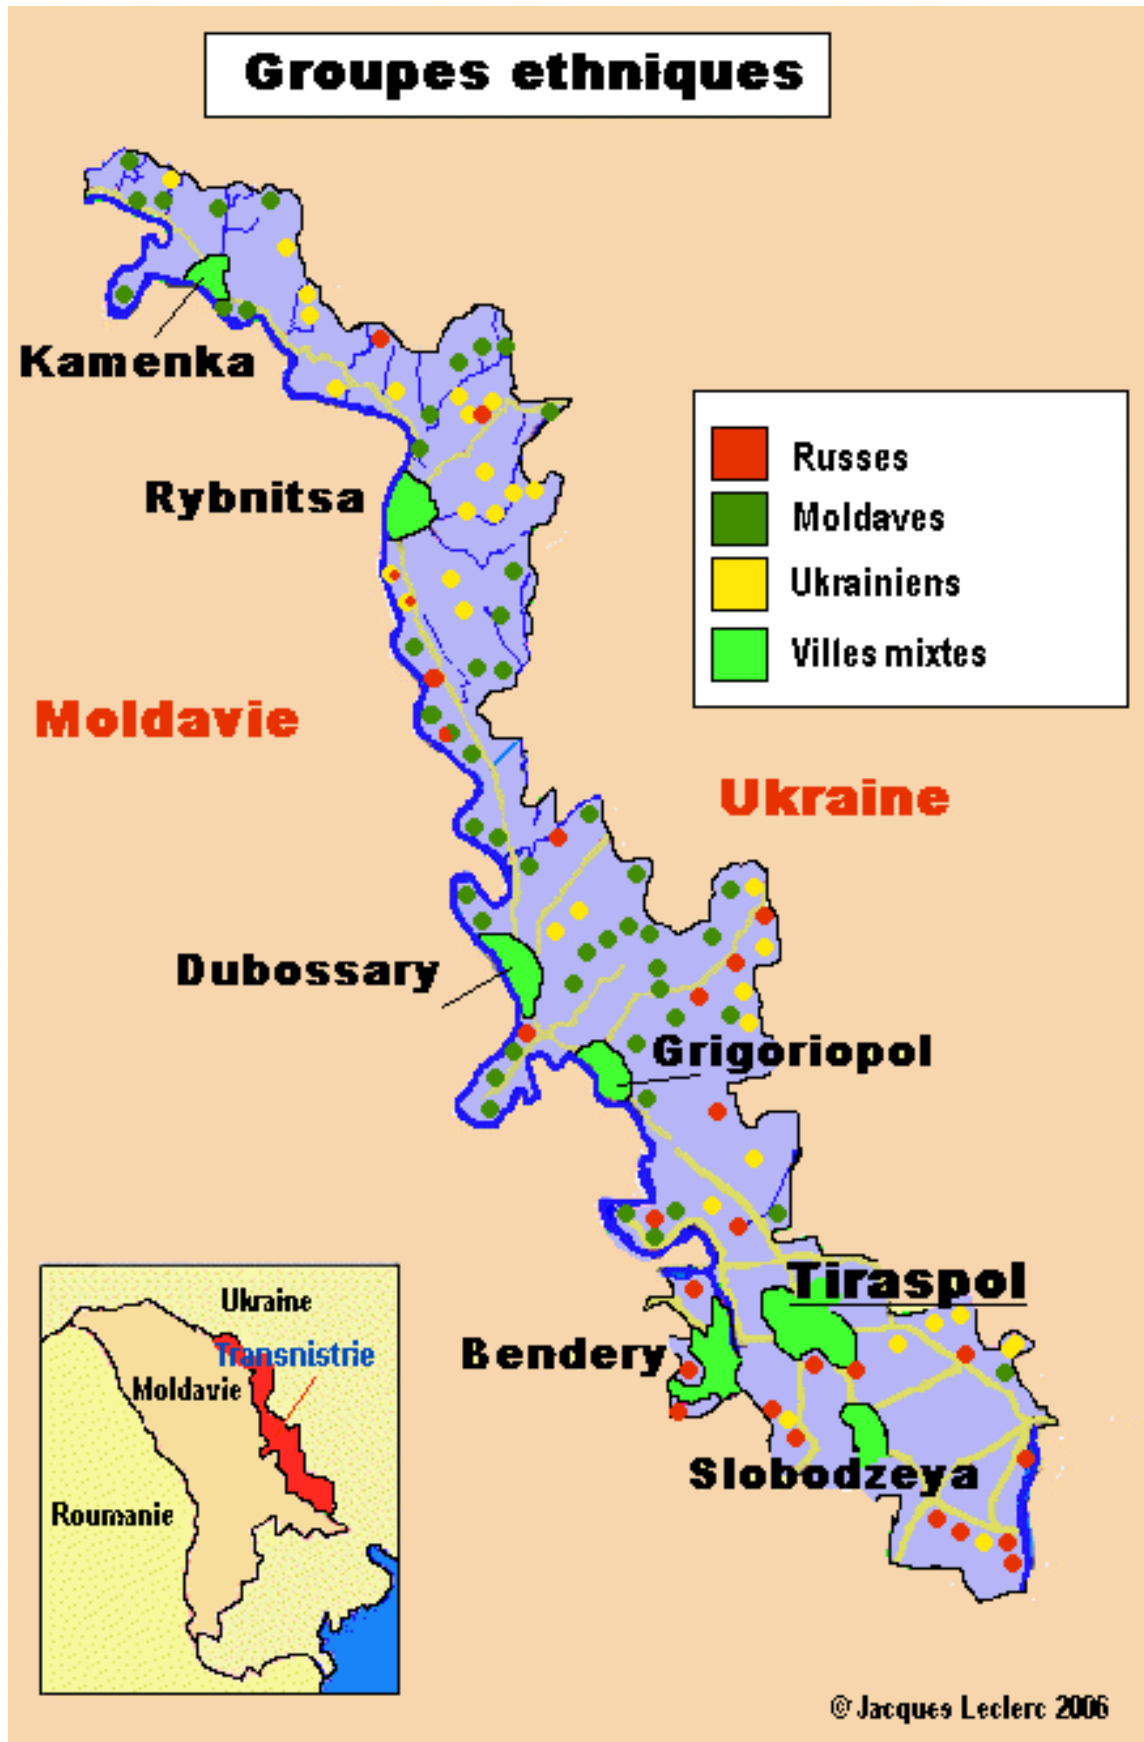 Groupes ethniques
Kamenka
Rybnitsa
Russes
Moldaves
Ukrainiens
Villes mixtes
Moldavie
Ukraine
Dubossary
Grigoriopol
Tiraspol
Bendery
Slobodzeya
Ukraine
Transnistrie
Moldavie
Roumanie
© Jacques Leclerc 2006